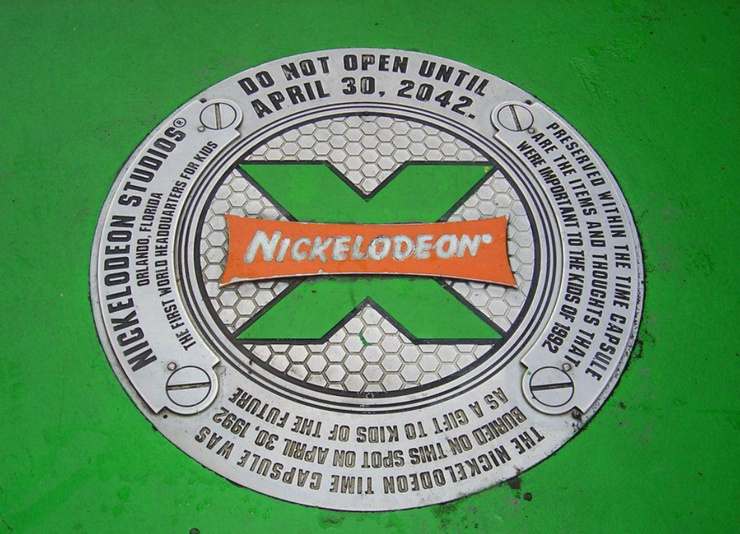 DO NOT OPEN UNTIL
APRIL 30, 2042.
PRESERVED WITHIN THE TIME CAPSULE
ARE THE ITEMS AND THOUGHTS THAT
WERE IMPORTANT TO THE KIDS OF 1992
THE NICKELODEON TIME CAPSULE WAS
BURIED ON THIS SPOT ON APRIL 30, 1992
AS A GIFT TO KIDS OF THE FUTURE
NICKELODEON STUDIOS®
ORLANDO, FLORIDA
THE FIRST WORLD HEADQUARTERS FOR KIDS
NICKELODEON®